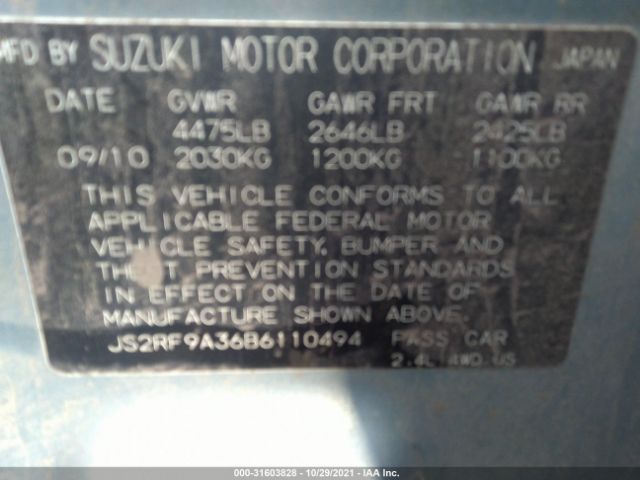 MFD BY SUZUKI MOTOR CORPORATION JAPAN
DATE GVWR GAWR FRT GAWR RR
4475LB 2646LB 2425LB
09/10 2030KG 1200KG 1100KG
THIS VEHICLE CONFORMS TO ALL
APPLICABLE FEDERAL MOTOR
VEHICLE SAFETY, BUMPER AND
THEFT PREVENTION STANDARDS
IN EFFECT ON THE DATE OF
MANUFACTURE SHOWN ABOVE.
JS2RF9A36B6110494 PASS CAR
2.4L 4WD US
000-31603828 - 10/29/2021 - IAA Inc.